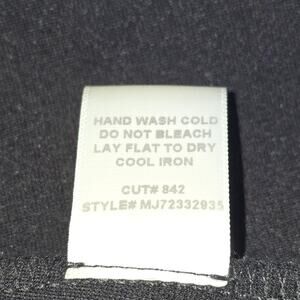 HAND WASH COLD
DO NOT BLEACH
LAY FLAT TO DRY
COOL IRON
CUT# 842
STYLE# MJ72332935